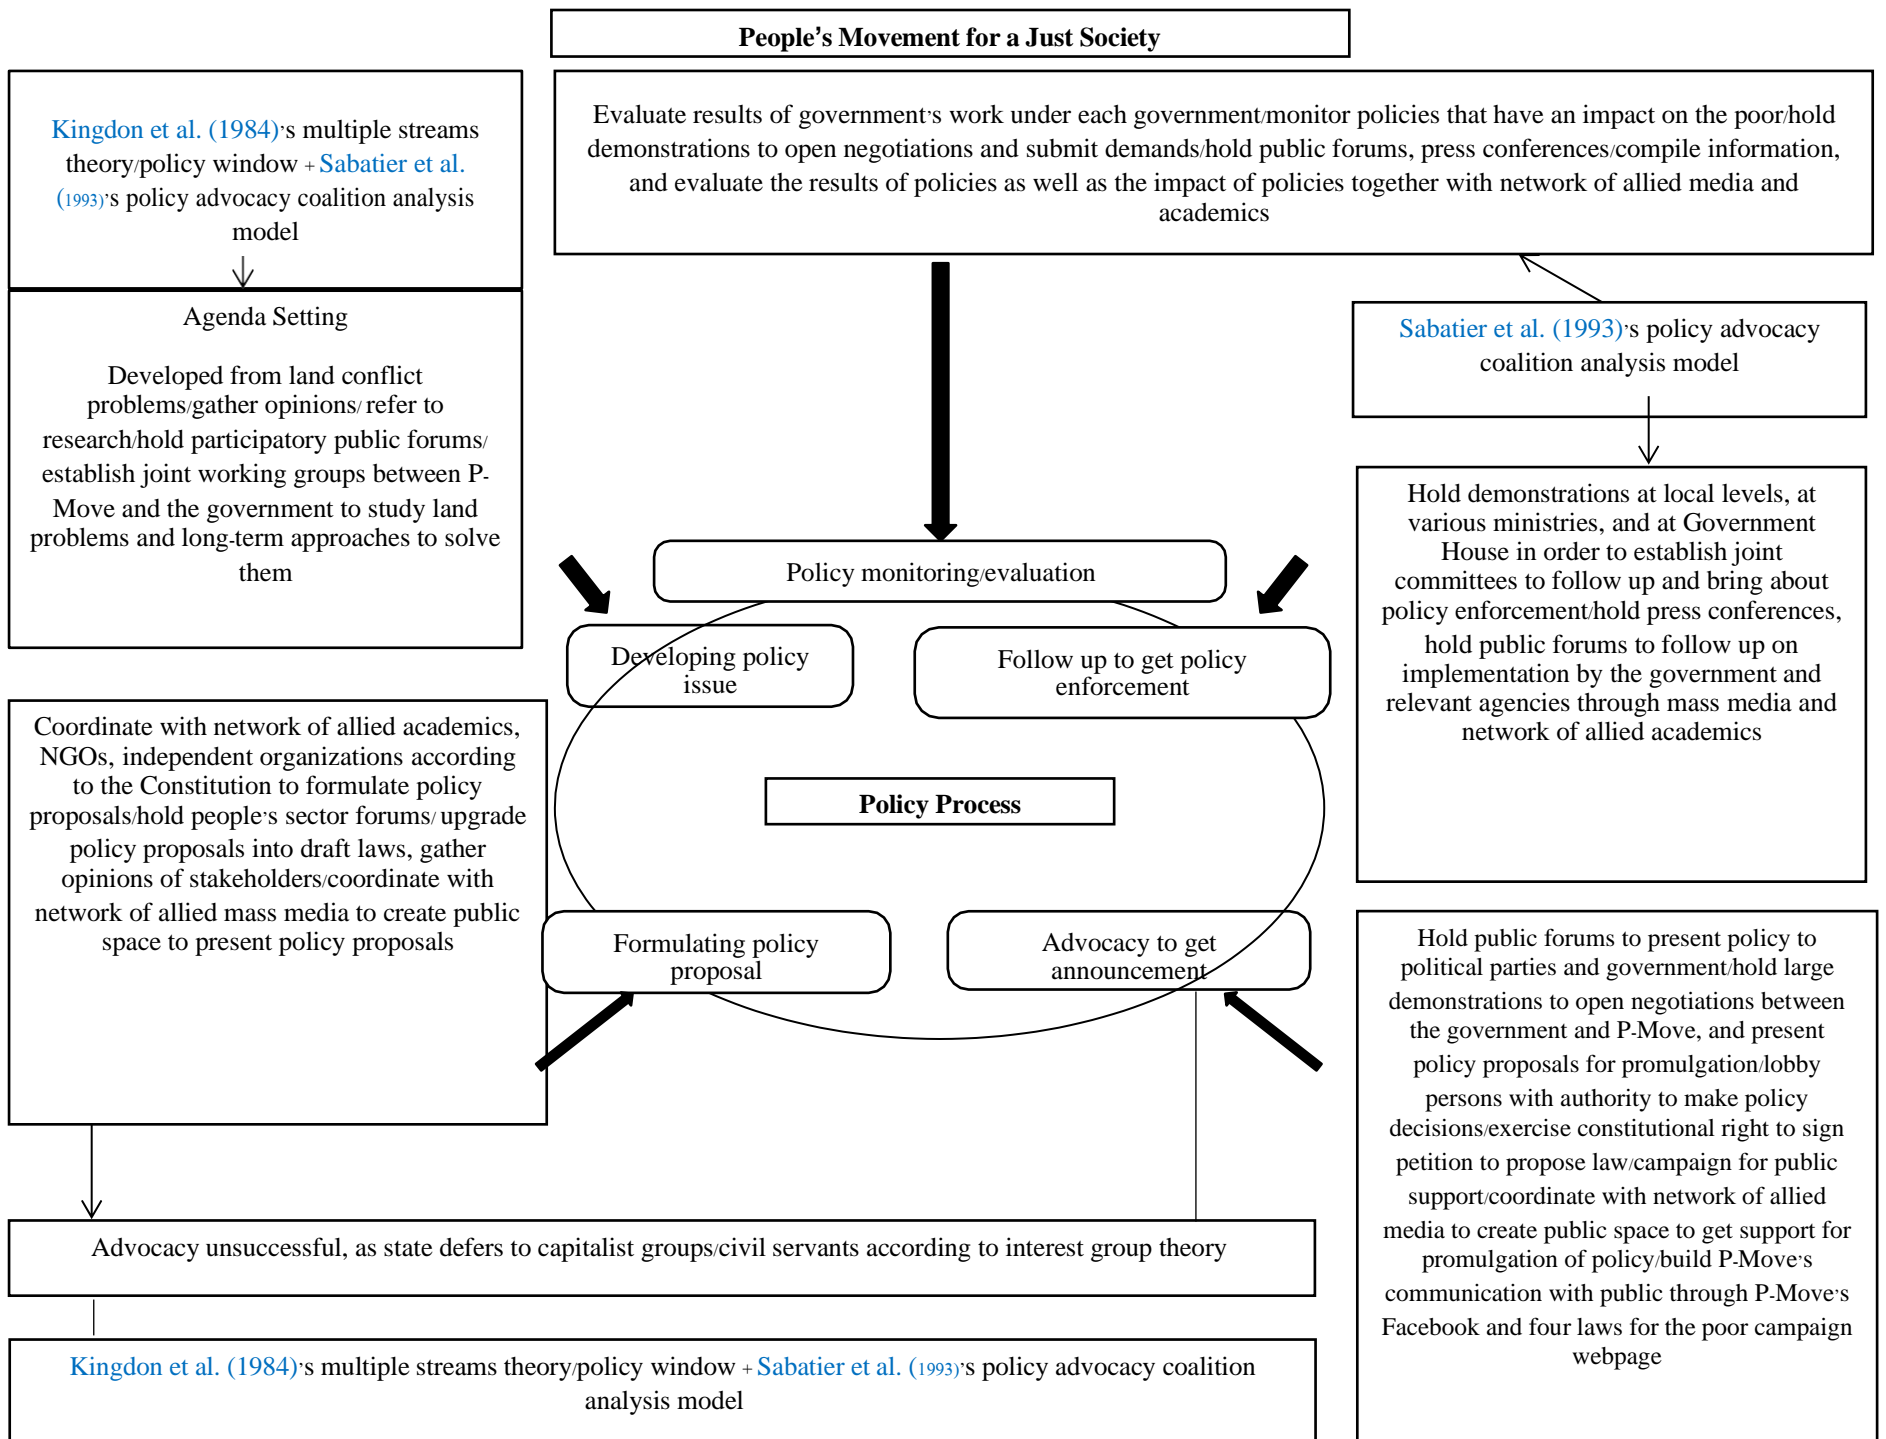 People’s Movement for a Just Society
Kingdon et al. (1984)’s multiple streams
theory/policy window + Sabatier et al.
(1993)’s policy advocacy coalition analysis
model
Evaluate results of government’s work under each government/monitor policies that have an impact on the poor/hold
demonstrations to open negotiations and submit demands/hold public forums, press conferences/compile information,
and evaluate the results of policies as well as the impact of policies together with network of allied media and
academics
Agenda Setting
Developed from land conflict
problems/gather opinions/ refer to
research/hold participatory public forums/
establish joint working groups between P-
Move and the government to study land
problems and long-term approaches to solve
them
Sabatier et al. (1993)’s policy advocacy
coalition analysis model
Hold demonstrations at local levels, at
various ministries, and at Government
House in order to establish joint
committees to follow up and bring about
policy enforcement/hold press conferences,
hold public forums to follow up on
implementation by the government and
relevant agencies through mass media and
network of allied academics
Policy monitoring/evaluation
Developing policy
issue
Follow up to get policy
enforcement
Policy Process
Coordinate with network of allied academics,
NGOs, independent organizations according
to the Constitution to formulate policy
proposals/hold people’s sector forums/ upgrade
policy proposals into draft laws, gather
opinions of stakeholders/coordinate with
network of allied mass media to create public
space to present policy proposals
Formulating policy
proposal
Advocacy to get
announcement
Hold public forums to present policy to
political parties and government/hold large
demonstrations to open negotiations between
the government and P-Move, and present
policy proposals for promulgation/lobby
persons with authority to make policy
decisions/exercise constitutional right to sign
petition to propose law/campaign for public
support/coordinate with network of allied
media to create public space to get support for
promulgation of policy/build P-Move’s
communication with public through P-Move’s
Facebook and four laws for the poor campaign
webpage
Advocacy unsuccessful, as state defers to capitalist groups/civil servants according to interest group theory
Kingdon et al. (1984)’s multiple streams theory/policy window + Sabatier et al. (1993)’s policy advocacy coalition
analysis model